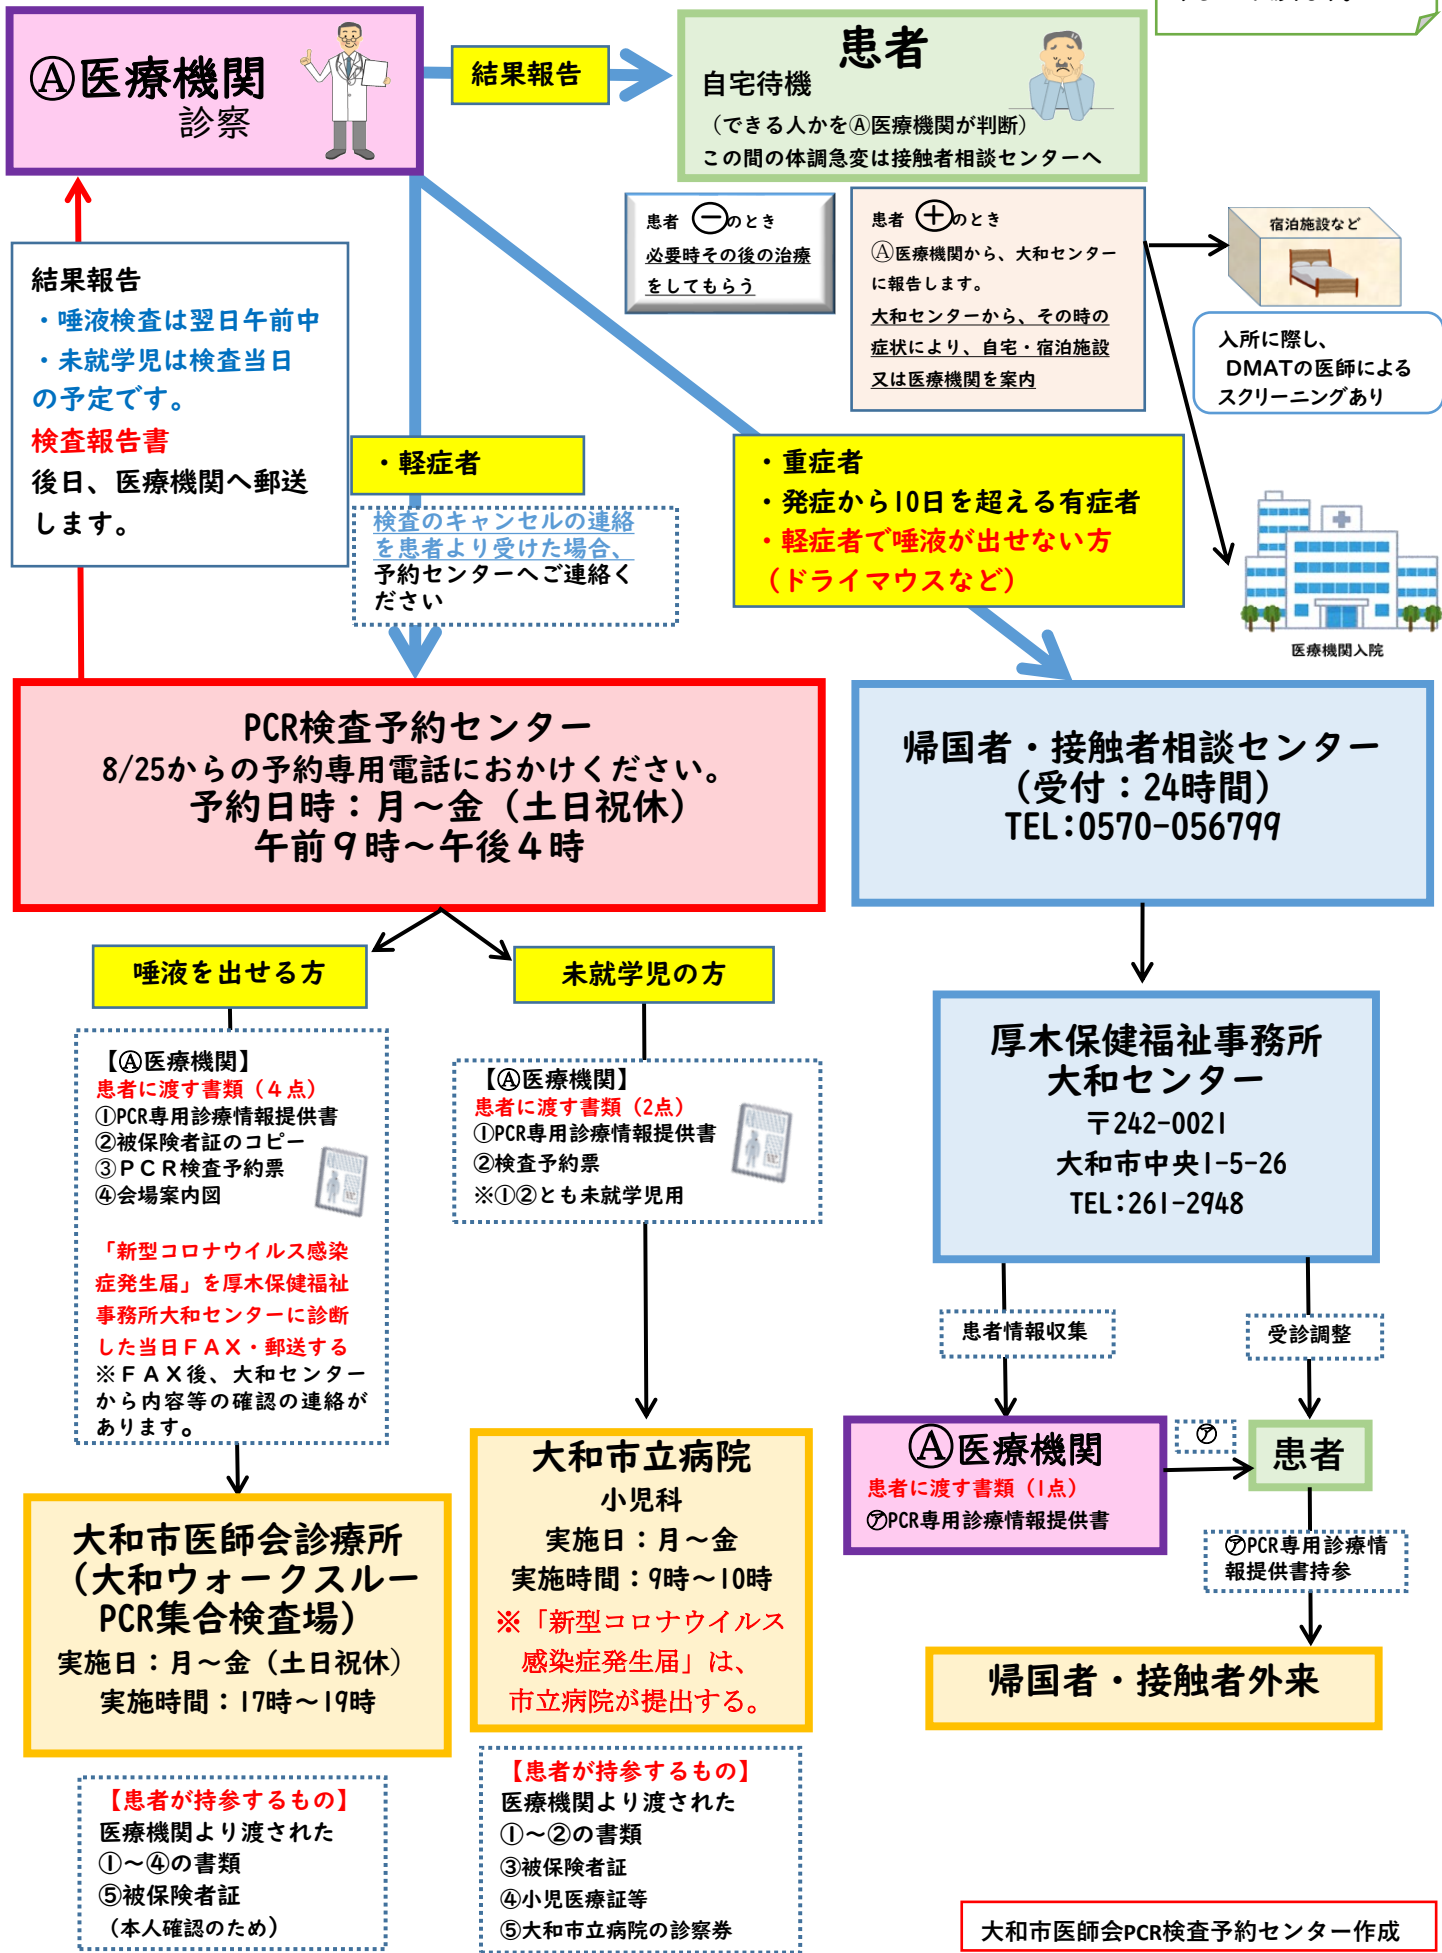 Ⓐ医療機関
診察
結果報告
患者
自宅待機
（できる人かをⒶ医療機関が判断）
この間の体調急変は接触者相談センターへ
患者 ㊀のとき
必要時その後の治療
をしてもらう
患者 ⊕のとき
Ⓐ医療機関から、大和センター
に報告します。
大和センターから、その時の
症状により、自宅・宿泊施設
又は医療機関を案内
宿泊施設など
入所に際し、
DMATの医師による
スクリーニングあり
医療機関入院
結果報告
・唾液検査は翌日午前中
・未就学児は検査当日
の予定です。
検査報告書
後日、医療機関へ郵送
します。
・軽症者
検査のキャンセルの連絡
を患者より受けた場合、
予約センターへご連絡く
ださい
・重症者
・発症から10日を超える有症者
・軽症者で唾液が出せない方
（ドライマウスなど）
PCR検査予約センター
8/25からの予約専用電話におかけください。
予約日時：月～金（土日祝休）
午前９時～午後４時
帰国者・接触者相談センター
（受付：24時間）
TEL:0570-056799
唾液を出せる方
未就学児の方
【Ⓐ医療機関】
患者に渡す書類（４点）
①PCR専用診療情報提供書
②被保険者証のコピー
③ＰＣＲ検査予約票
④会場案内図
「新型コロナウイルス感染
症発生届」を厚木保健福祉
事務所大和センターに診断
した当日ＦＡＸ・郵送する
※ＦＡＸ後、大和センター
から内容等の確認の連絡が
あります。
【Ⓐ医療機関】
患者に渡す書類（2点）
①PCR専用診療情報提供書
②検査予約票
※①②とも未就学児用
厚木保健福祉事務所
大和センター
〒242-0021
大和市中央1-5-26
TEL:261-2948
患者情報収集
受診調整
Ⓐ医療機関
患者に渡す書類（1点）
㋐PCR専用診療情報提供書
㋐
患者
㋐PCR専用診療情
報提供書持参
帰国者・接触者外来
大和市医師会診療所
（大和ウォークスルー
PCR集合検査場）
実施日：月～金（土日祝休）
実施時間：17時～19時
大和市立病院
小児科
実施日：月～金
実施時間：9時～10時
※「新型コロナウイルス
感染症発生届」は、
市立病院が提出する。
【患者が持参するもの】
医療機関より渡された
①～④の書類
⑤被保険者証
（本人確認のため）
【患者が持参するもの】
医療機関より渡された
①～②の書類
③被保険者証
④小児医療証等
⑤大和市立病院の診察券
大和市医師会PCR検査予約センター作成